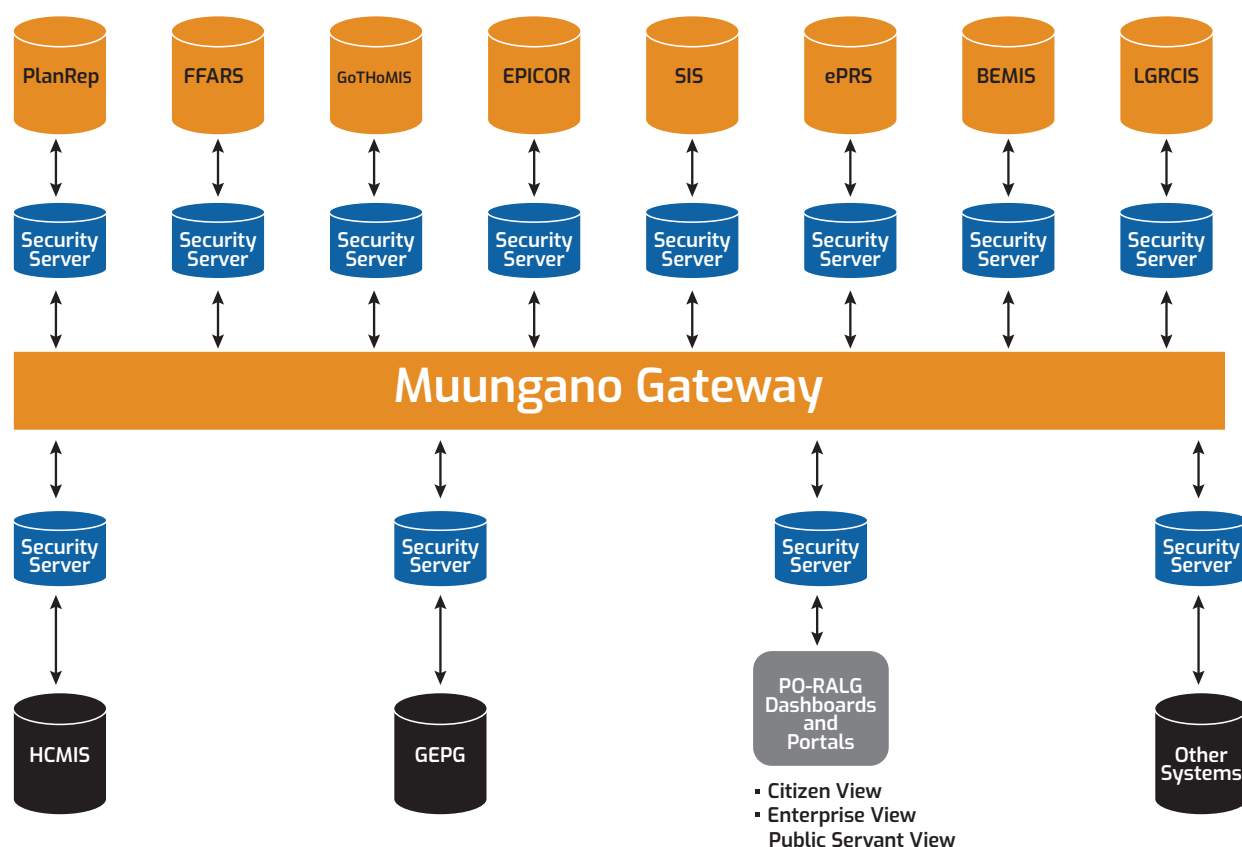 PlanRep
FFARS
GoTHoMIS
EPICOR
SIS
ePRS
BEMIS
LGRCIS
Security
Server
Security
Server
Security
Server
Security
Server
Security
Server
Security
Server
Security
Server
Security
Server
Muungano Gateway
Security
Server
Security
Server
Security
Server
Security
Server
HCMIS
GEPG
PO-RALG
Dashboards
and
Portals
Other
Systems
▪ Citizen View
▪ Enterprise View
Public Servant View